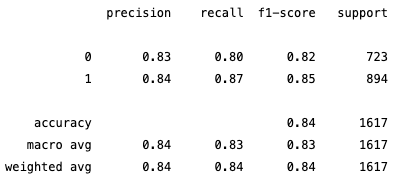 precision recall f1-score support
0 0.83 0.80 0.82 723
1 0.84 0.87 0.85 894
accuracy 0.84 1617
macro avg 0.84 0.83 0.83 1617
weighted avg 0.84 0.84 0.84 1617